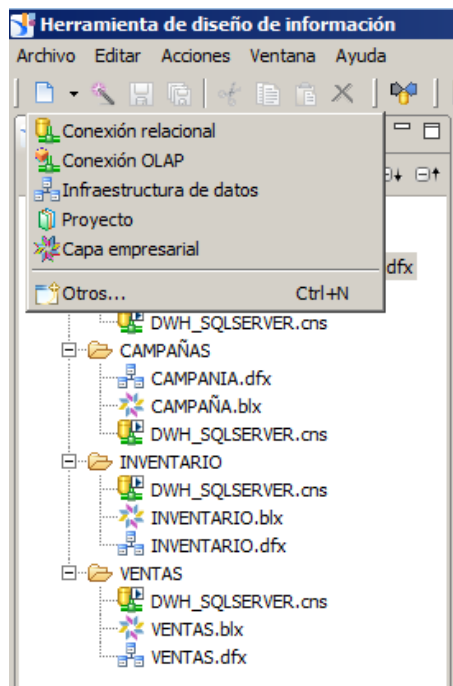 Herramienta de diseño de información
Archivo Editar Acciones Ventana Ayuda
Conexión relacional
Conexión OLAP
Infraestructura de datos
Proyecto
Capa empresarial
dfx
Otros... Ctrl+N
DWH_SQLSERVER.cns
CAMPAÑAS
CAMPANIA.dfx
CAMPAÑA.blx
DWH_SQLSERVER.cns
INVENTARIO
DWH_SQLSERVER.cns
INVENTARIO.blx
INVENTARIO.dfx
VENTAS
DWH_SQLSERVER.cns
VENTAS.blx
VENTAS.dfx